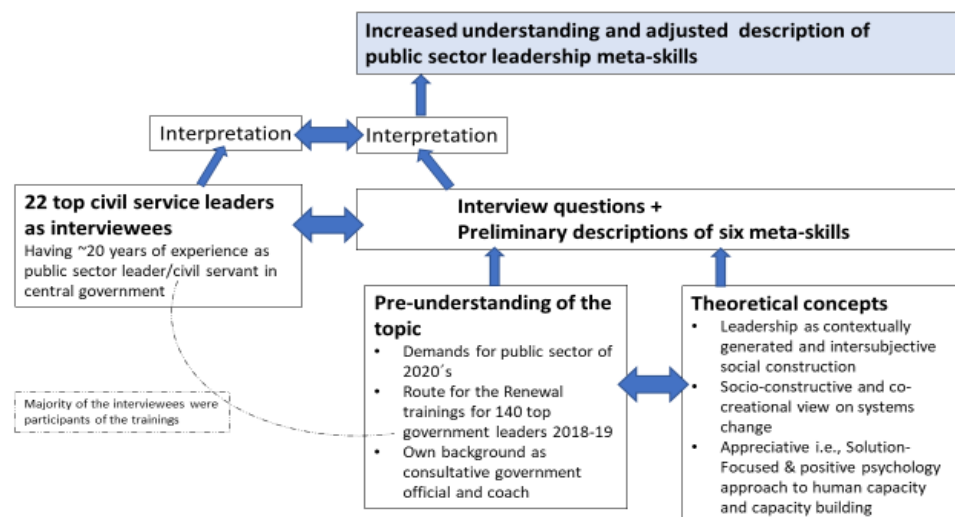 Increased understanding and adjusted description of
public sector leadership meta-skills
Interpretation
Interpretation
22 top civil service leaders
as interviewees
Having ~20 years of experience as
public sector leader/civil servant in
central government
Interview questions +
Preliminary descriptions of six meta-skills
Majority of the interviewees were
participants of the trainings
Pre-understanding of the
topic
• Demands for public sector of
2020´s
• Route for the Renewal
trainings for 140 top
government leaders 2018-19
• Own background as
consultative government
official and coach
Theoretical concepts
• Leadership as contextually
generated and intersubjective
social construction
• Socio-constructive and co-
creational view on systems
change
• Appreciative i.e., Solution-
Focused & positive psychology
approach to human capacity
and capacity building